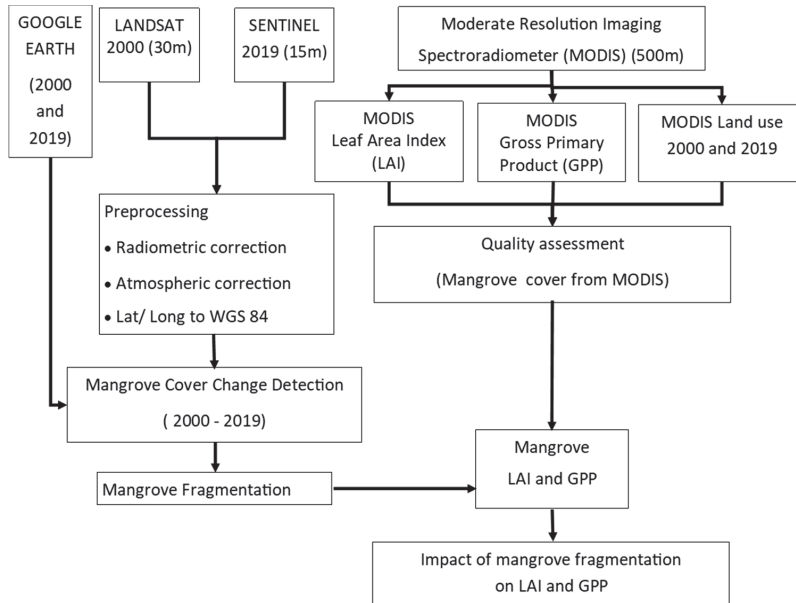 GOOGLE
EARTH
(2000
and
2019)
LANDSAT
2000 (30m)
SENTINEL
2019 (15m)
Moderate Resolution Imaging
Spectroradiometer (MODIS) (500m)
MODIS
Leaf Area Index
(LAI)
MODIS
Gross Primary
Product (GPP)
MODIS Land use
2000 and 2019
Preprocessing
• Radiometric correction
• Atmospheric correction
• Lat/ Long to WGS 84
Quality assessment
(Mangrove cover from MODIS)
Mangrove Cover Change Detection
( 2000 - 2019)
Mangrove Fragmentation
Mangrove
LAI and GPP
Impact of mangrove fragmentation
on LAI and GPP